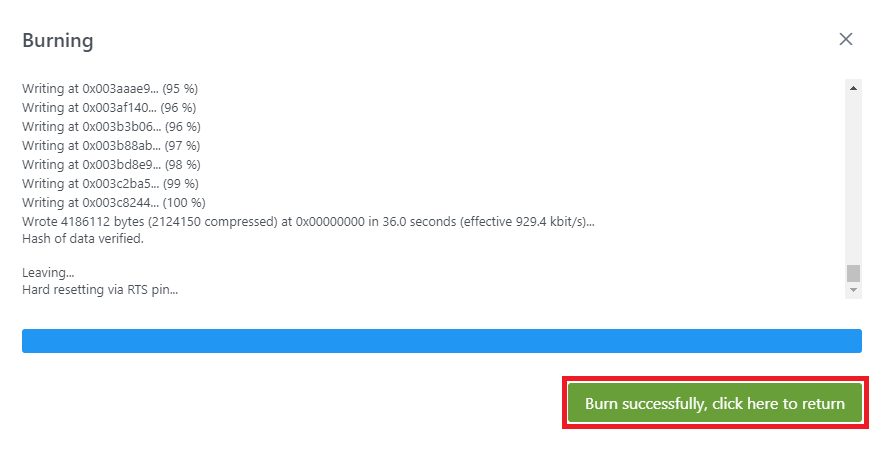 Burning
Writing at 0x003aaae9... (95 %)
Writing at 0x003af140... (96 %)
Writing at 0x003b3b06... (96 %)
Writing at 0x003b88ab... (97 %)
Writing at 0x003bd8e9... (98 %)
Writing at 0x003c2ba5... (99 %)
Writing at 0x003c8244... (100 %)
Wrote 4186112 bytes (2124150 compressed) at 0x00000000 in 36.0 seconds (effective 929.4 kbit/s)...
Hash of data verified.
Leaving...
Hard resetting via RTS pin...
Burn successfully, click here to return